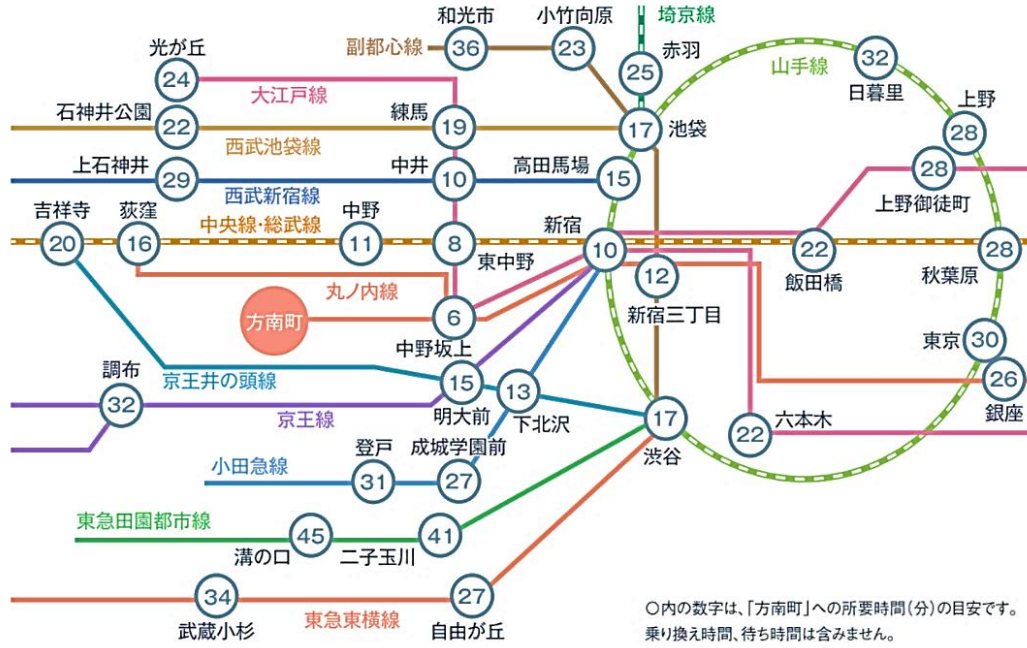 和光市
小竹向原
埼京線
副都心線
36
23
赤羽
光が丘
25
山手線
32
24
日暮里
大江戸線
上野
石神井公園
練馬
22
19
17
池袋
28
西武池袋線
上石神井
中井
高田馬場
28
29
10
15
西武新宿線
上野御徒町
吉祥寺
荻窪
中央線・総武線
中野
新宿
20
16
11
8
10
22
28
東中野
飯田橋
秋葉原
12
丸ノ内線
新宿三丁目
方南町
6
中野坂上
東京
30
調布
京王井の頭線
26
15
13
銀座
32
明大前
下北沢
京王線
17
六本木
22
渋谷
登戸
成城学園前
小田急線
31
27
東急田園都市線
45
41
溝の口
二子玉川
34
27
東急東横線
武蔵小杉
自由が丘
○内の数字は、「方南町」への所要時間(分)の目安です。
乗り換え時間、待ち時間は含みません。